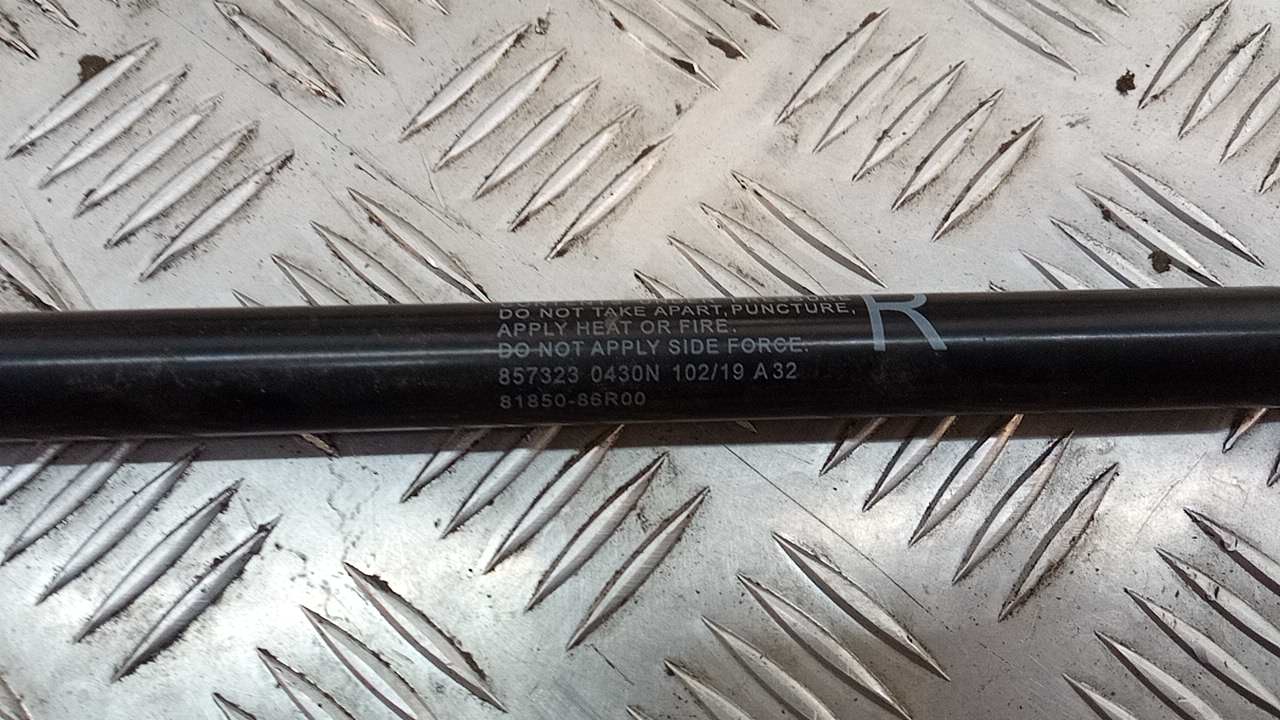 DO NOT TAKE APART, PUNCTURE,
APPLY HEAT OR FIRE.
DO NOT APPLY SIDE FORCE.
857323 0430N 102/19 A32
81850-86R00
R